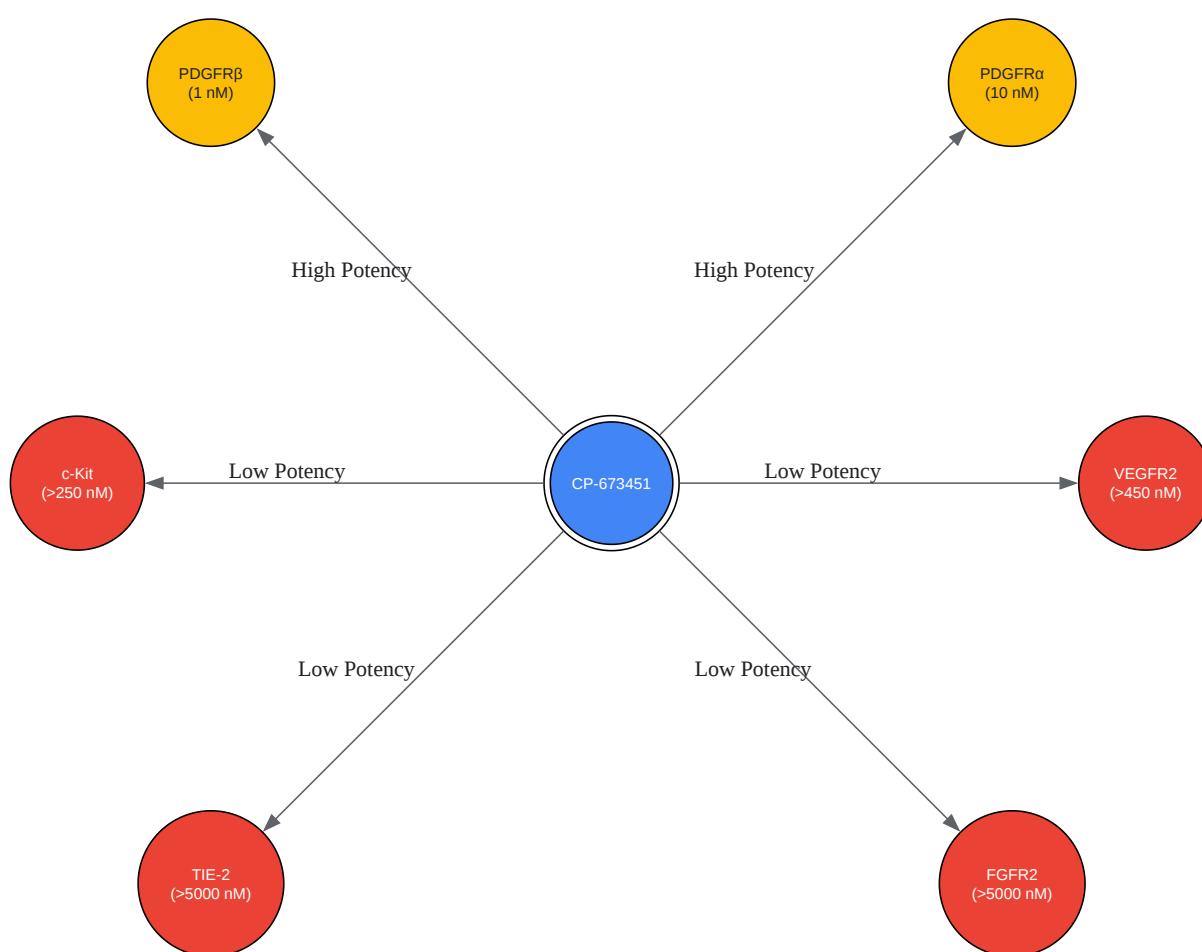 PDGFRβ
(1 nM)
PDGFRα
(10 nM)
High Potency
High Potency
c-Kit
(>250 nM)
Low Potency
CP-673451
Low Potency
VEGFR2
(>450 nM)
Low Potency
Low Potency
TIE-2
(>5000 nM)
FGFR2
(>5000 nM)